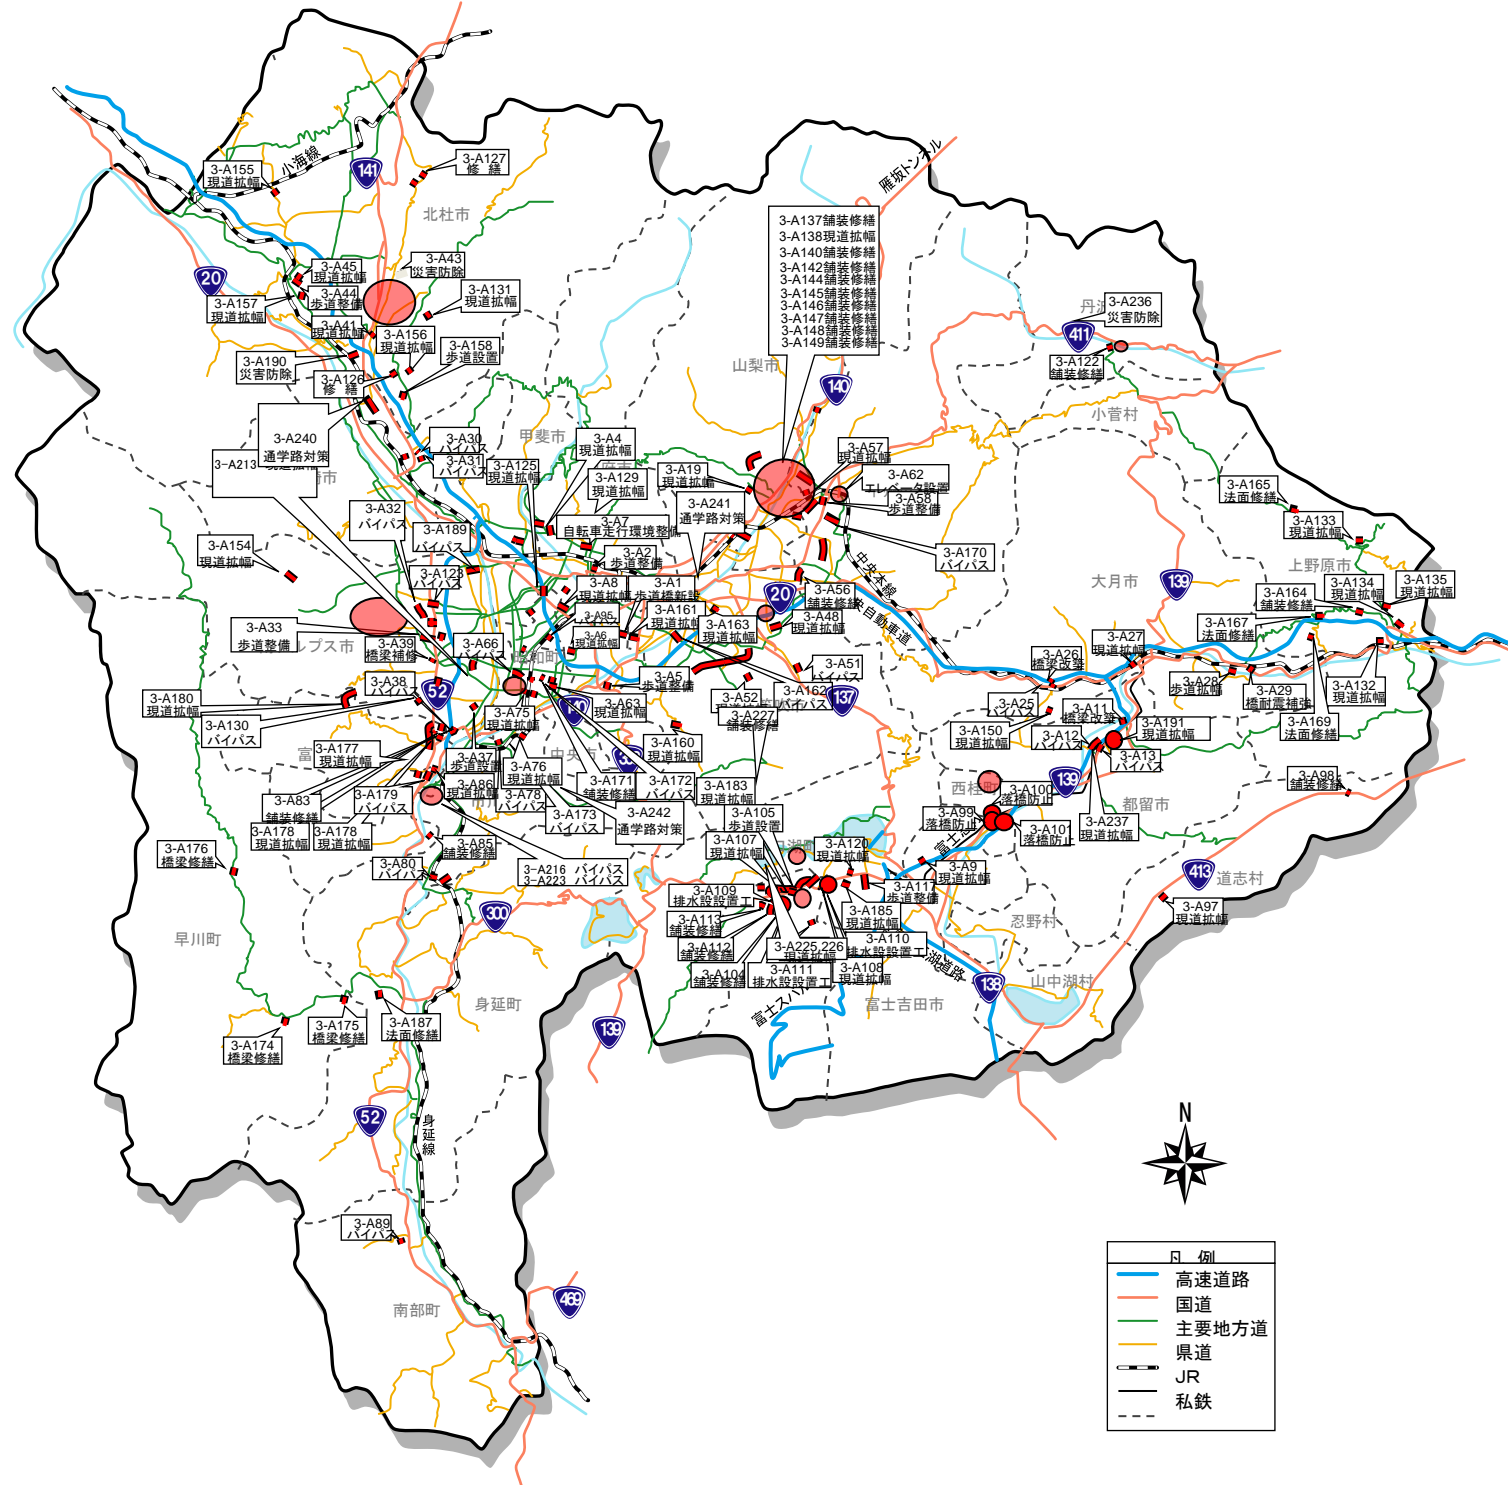 小海線
141
3-A127
修 繕
3-A155
現道拡幅
北杜市
雁坂トンネル
20
3-A45
現道拡幅
3-A43
災害防除
3-A44
歩道整備
3-A157
現道拡幅
3-A131
現道拡幅
3-A41
現道拡幅
3-A156
現道拡幅
3-A158
歩道設置
3-A190
災害防除
3-A126
修 繕
3-A137舗装修繕
3-A138現道拡幅
3-A140舗装修繕
3-A142舗装修繕
3-A144舗装修繕
3-A145舗装修繕
3-A146舗装修繕
3-A147舗装修繕
3-A148舗装修繕
3-A149舗装修繕
山梨市
140
3-A236
災害防除
411
3-A122
舗装修繕
小菅村
3-A240
通学路対策
3-A213
3-A30
バイパス
3-A31
バイパス
甲斐市
3-A125
現道拡幅
3-A4
現道拡幅
3-A129
現道拡幅
3-A19
現道拡幅
3-A57
現道拡幅
3-A62
エレベータ設置
3-A58
歩道整備
3-A241
通学路対策
3-A7
自転車走行環境整備
3-A2
歩道整備
3-A170
バイパス
中央本線
3-A32
バイパス
3-A189
バイパス
3-A154
現道拡幅
3-A123
バイパス
3-A8
現道拡幅
3-A1
歩道橋新設
3-A95
3-A6
現道拡幅
3-A161
現道拡幅
3-A163
現道拡幅
20
3-A56
舗装修繕
3-A48
現道拡幅
央自動車道
3-A33
歩道整備
ルプス市
3-A39
橋梁補修
3-A66
バイパス
3-A38
バイパス
52
3-A5
歩道整備
3-A51
バイパス
3-A162
バイパス
137
3-A52
3-A227
舗装修繕
3-A63
現道拡幅
3-A160
現道拡幅
3-A180
現道拡幅
3-A130
バイパス
3-A177
現道拡幅
3-A75
現道拡幅
中央市
3-A37
歩道設置
3-A76
現道拡幅
3-A86
現道拡幅
3-A78
バイパス
3-A171
舗装修繕
3-A172
バイパス
3-A183
現道拡幅
3-A83
舗装修繕
3-A179
バイパス
3-A173
バイパス
3-A242
通学路対策
3-A178
現道拡幅
3-A178
現道拡幅
3-A85
舗装修繕
3-A80
バイパス
3-A216 バイパス
3-A223 バイパス
3-A176
橋梁修繕
300
早川町
身延町
3-A175
橋梁修繕
3-A187
法面修繕
3-A174
橋梁修繕
52
身延線
3-A89
バイパス
南部町
469
139
3-A105
歩道設置
3-A107
現道拡幅
3-A120
現道拡幅
3-A109
排水設設置工
3-A113
舗装修繕
3-A112
舗装修繕
3-A104
舗装修繕
3-A225,226
現道拡幅
3-A111
排水設設置工
3-A110
排水設設置工
3-A108
現道拡幅
3-A185
現道拡幅
3-A117
歩道整備
3-A9
現道拡幅
富士吉田市
138
山中湖村
忍野村
道志村
413
3-A97
現道拡幅
3-A98
舗装修繕
都留市
139
3-A100
落橋防止
3-A99
落橋防止
3-A101
落橋防止
3-A237
現道拡幅
3-A12
バイパス
3-A13
バイパス
3-A11
橋梁改築
3-A191
現道拡幅
3-A25
バイパス
3-A150
現道拡幅
3-A26
橋梁改築
3-A27
現道拡幅
大月市
139
3-A165
法面修繕
3-A133
現道拡幅
上野原市
3-A164
舗装修繕
3-A134
現道拡幅
3-A135
現道拡幅
3-A167
法面修繕
3-A28
歩道拡幅
3-A29
橋耐震補強
3-A132
現道拡幅
3-A169
法面修繕
N
凡 例
高速道路
国道
主要地方道
県道
JR
私鉄